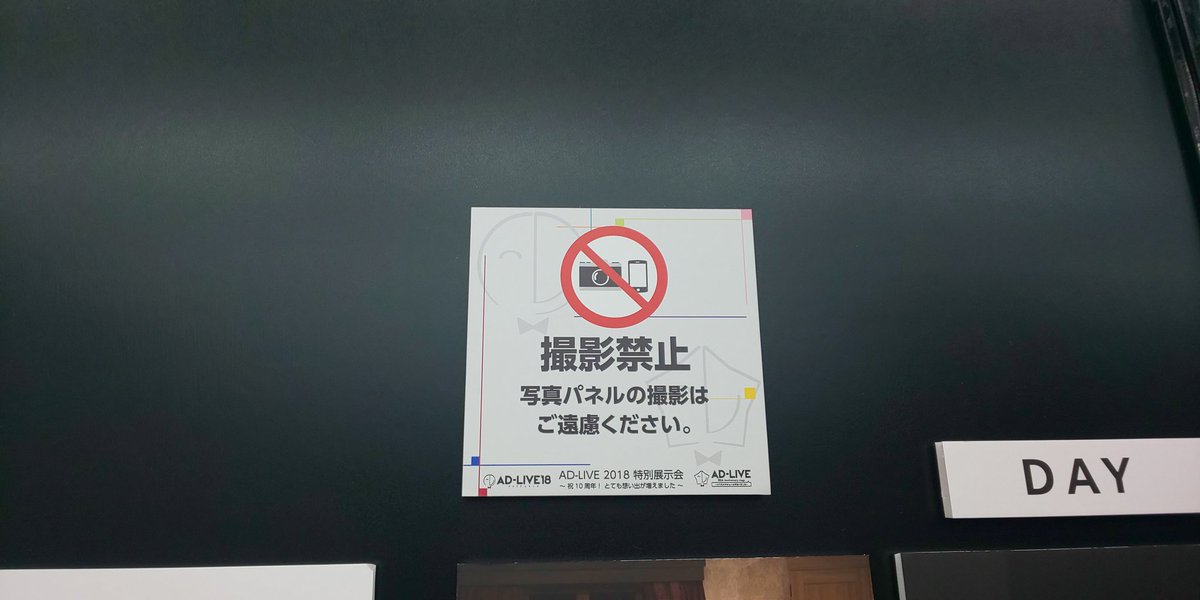 撮影禁止
写真パネルの撮影は
ご遠慮ください。
AD-LIVE18
AD-LIVE 2018 特別展示会
～ 祝10周年！ とても想い出が増えました ～
AD-LIVE
DAY